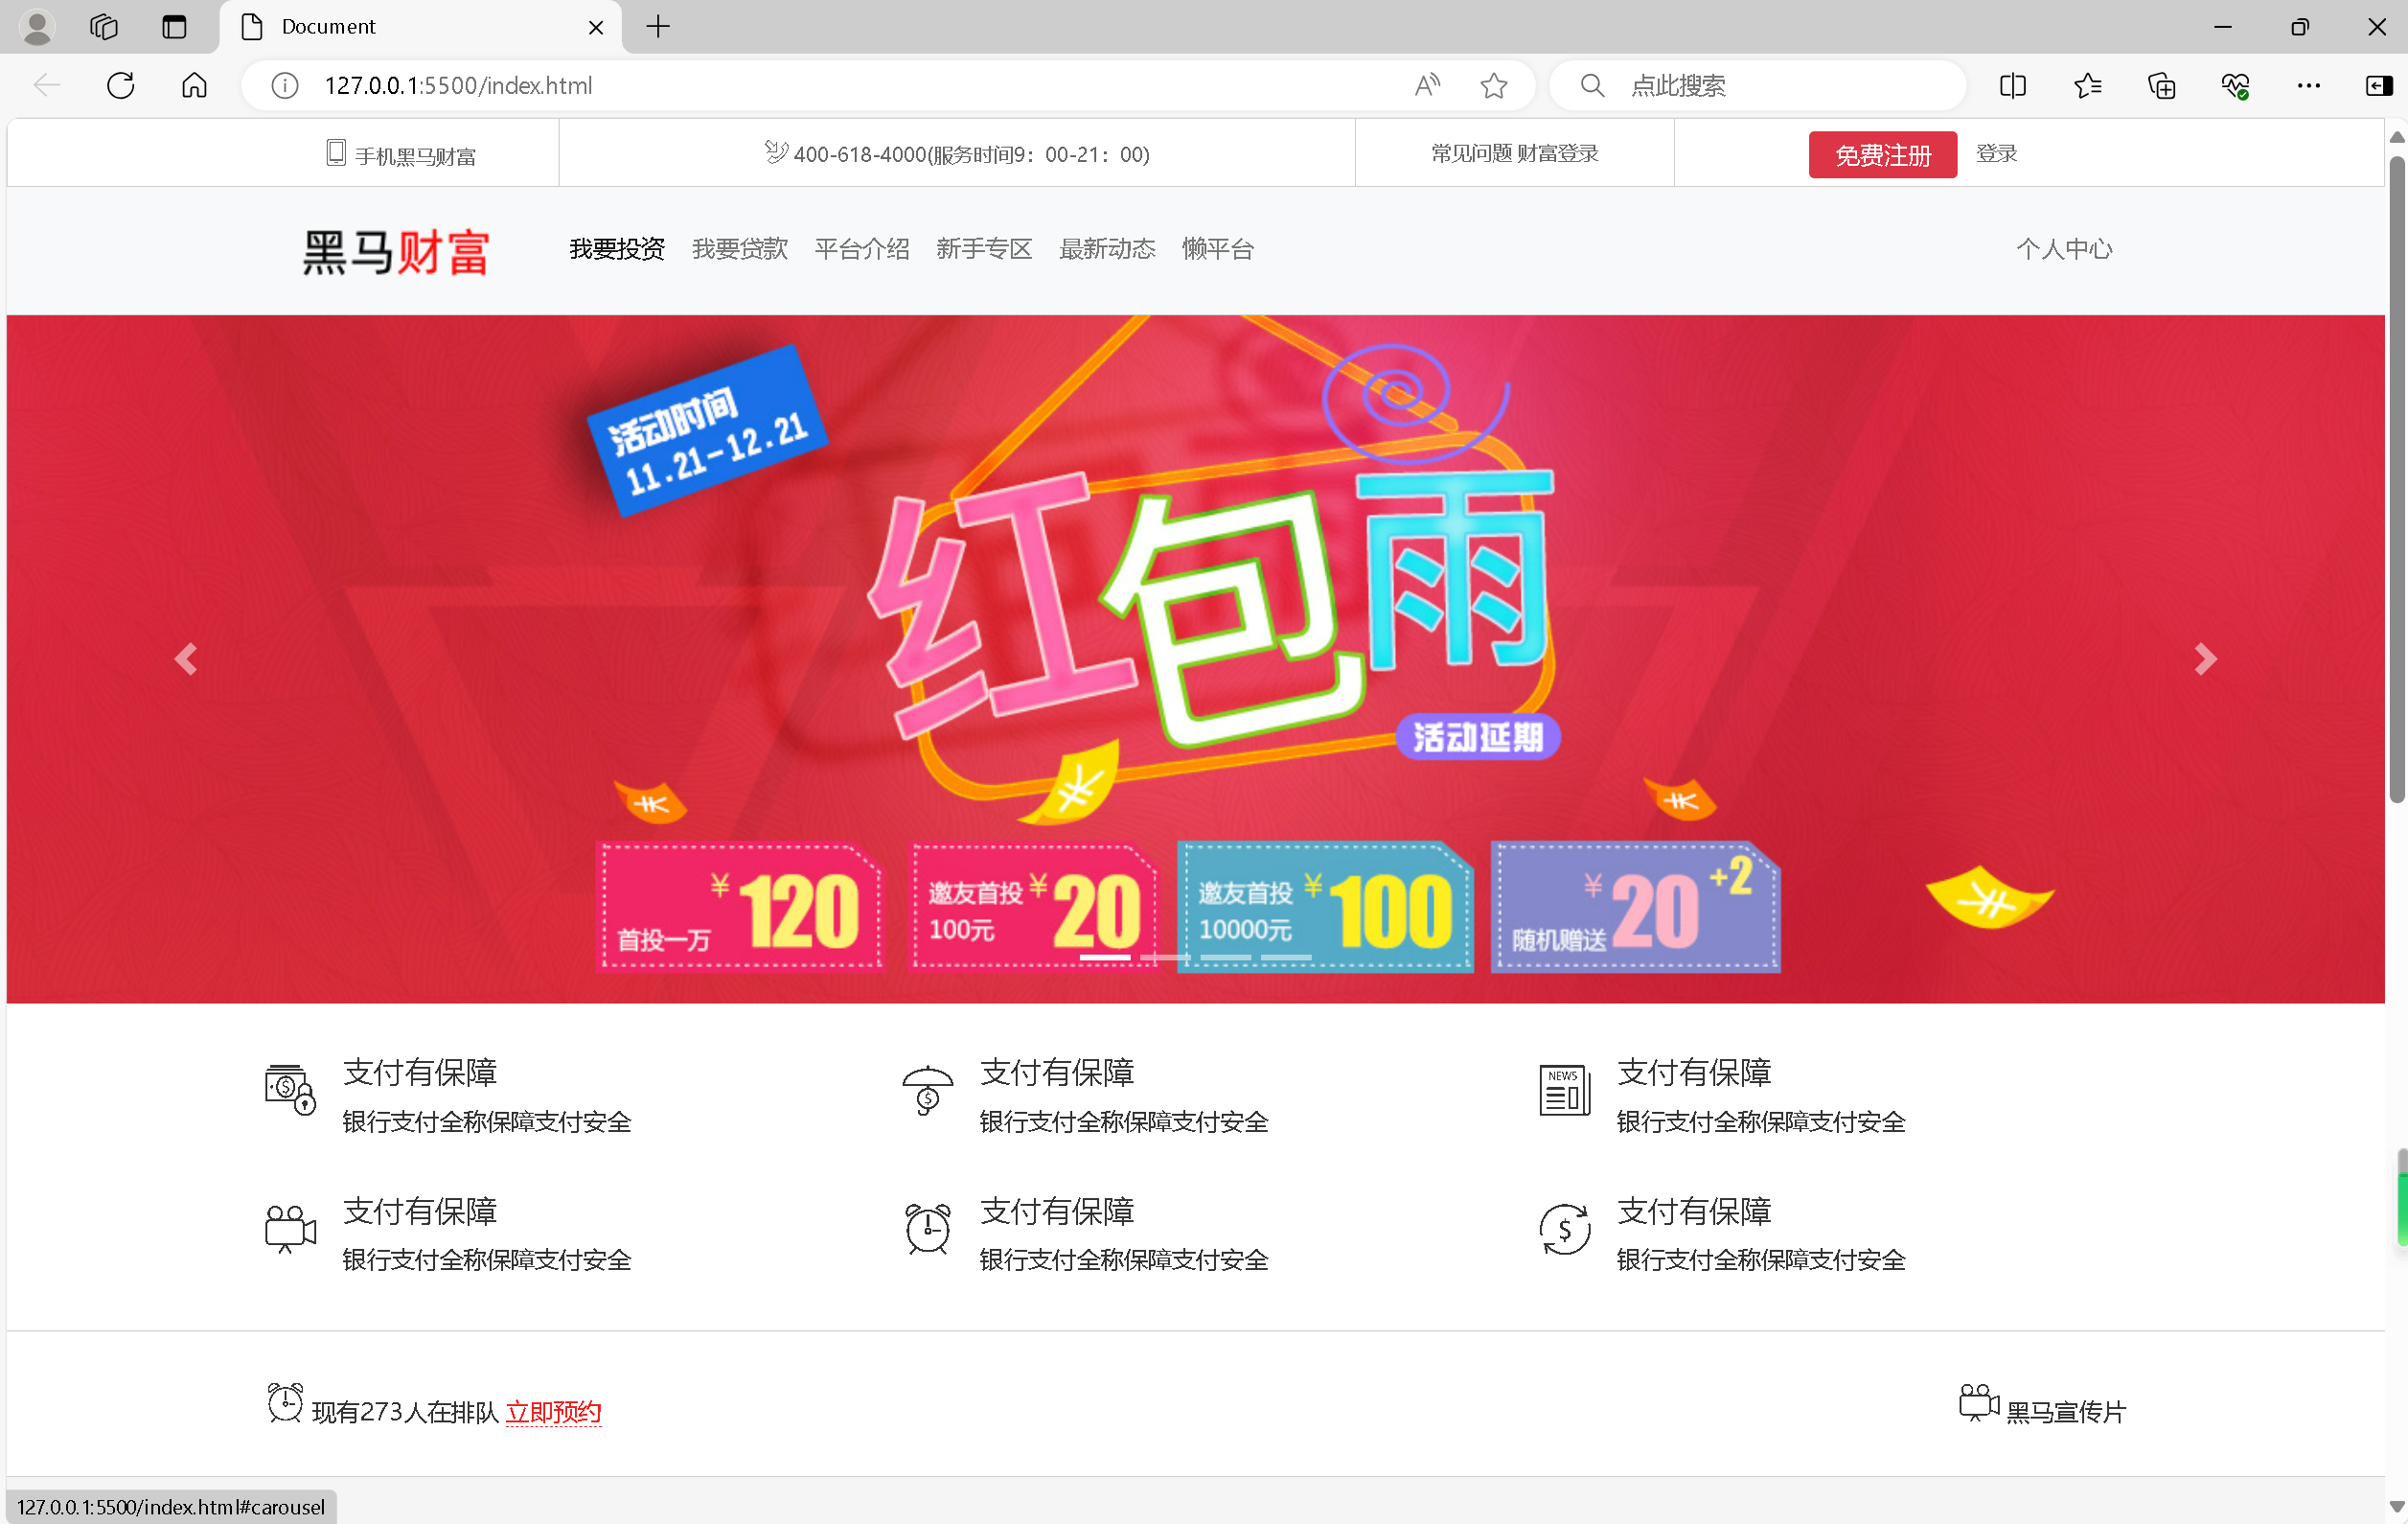 Document
127.0.0.1:5500/index.html
点此搜索
手机黑马财富
400-618-4000(服务时间9：00-21：00)
常见问题 财富登录
免费注册
登录
黑马财富
我要投资
我要贷款
平台介绍
新手专区
最新动态
懒平台
个人中心
活动时间
11.21-12.21
红包雨
活动延期
首投一万
¥120
邀友首投
100元
¥20
邀友首投
10000元
¥100
随机赠送
¥20
+2
支付有保障
银行支付全称保障支付安全
支付有保障
银行支付全称保障支付安全
NEWS
支付有保障
银行支付全称保障支付安全
支付有保障
银行支付全称保障支付安全
支付有保障
银行支付全称保障支付安全
支付有保障
银行支付全称保障支付安全
现有273人在排队 立即预约
黑马宣传片
127.0.0.1:5500/index.html#carousel